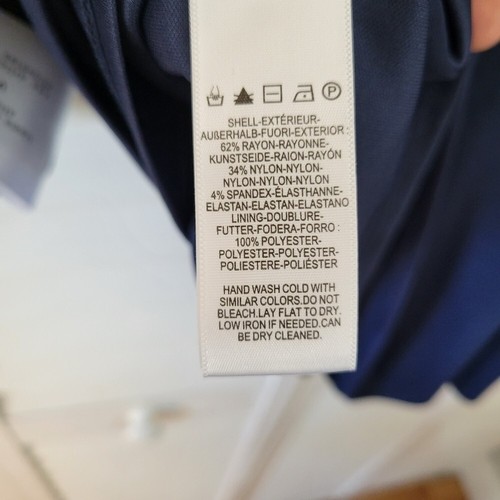 P
SHELL-EXTÉRIEUR-
AUßERHALB-FUORI-EXTERIOR :
62% RAYON-RAYONNE-
KUNSTSEIDE-RAION-RAYÓN
34% NYLON-NYLON-
NYLON-NYLON-NYLON
4% SPANDEX-ÉLASTHANNE-
ELASTAN-ELASTAN-ELASTANO
LINING-DOUBLURE-
FUTTER-FODERA-FORRO :
100% POLYESTER-
POLYESTER-POLYESTER-
POLIESTERE-POLIÉSTER
HAND WASH COLD WITH
SIMILAR COLORS.DO NOT
BLEACH.LAY FLAT TO DRY.
LOW IRON IF NEEDED.CAN
BE DRY CLEANED.